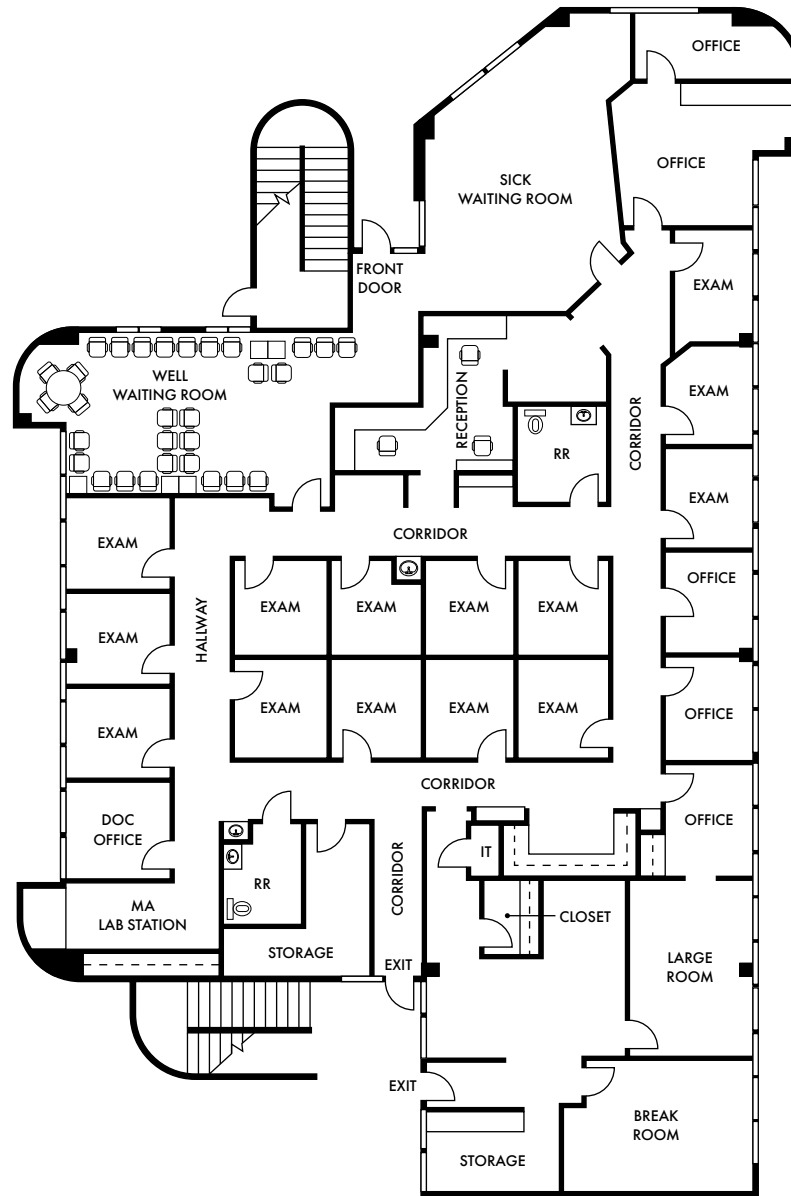 OFFICE
OFFICE
SICK
WAITING ROOM
FRONT
DOOR
EXAM
WELL
WAITING ROOM
EXAM
RECEPTION
CORRIDOR
RR
EXAM
CORRIDOR
EXAM
OFFICE
HALLWAY
EXAM
EXAM
EXAM
EXAM
EXAM
EXAM
EXAM
EXAM
EXAM
OFFICE
EXAM
CORRIDOR
DOC
OFFICE
OFFICE
IT
RR
CORRIDOR
MA
LAB STATION
CLOSET
STORAGE
EXIT
LARGE
ROOM
EXIT
BREAK
ROOM
STORAGE